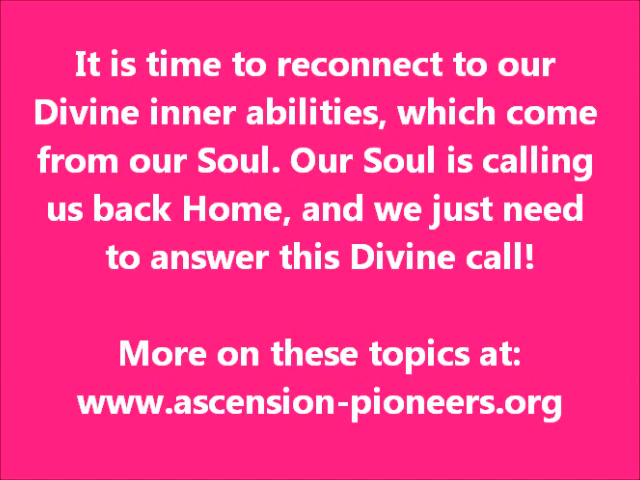 It is time to reconnect to our
Divine inner abilities, which come
from our Soul. Our Soul is calling
us back Home, and we just need
to answer this Divine call!
More on these topics at:
www.ascension-pioneers.org